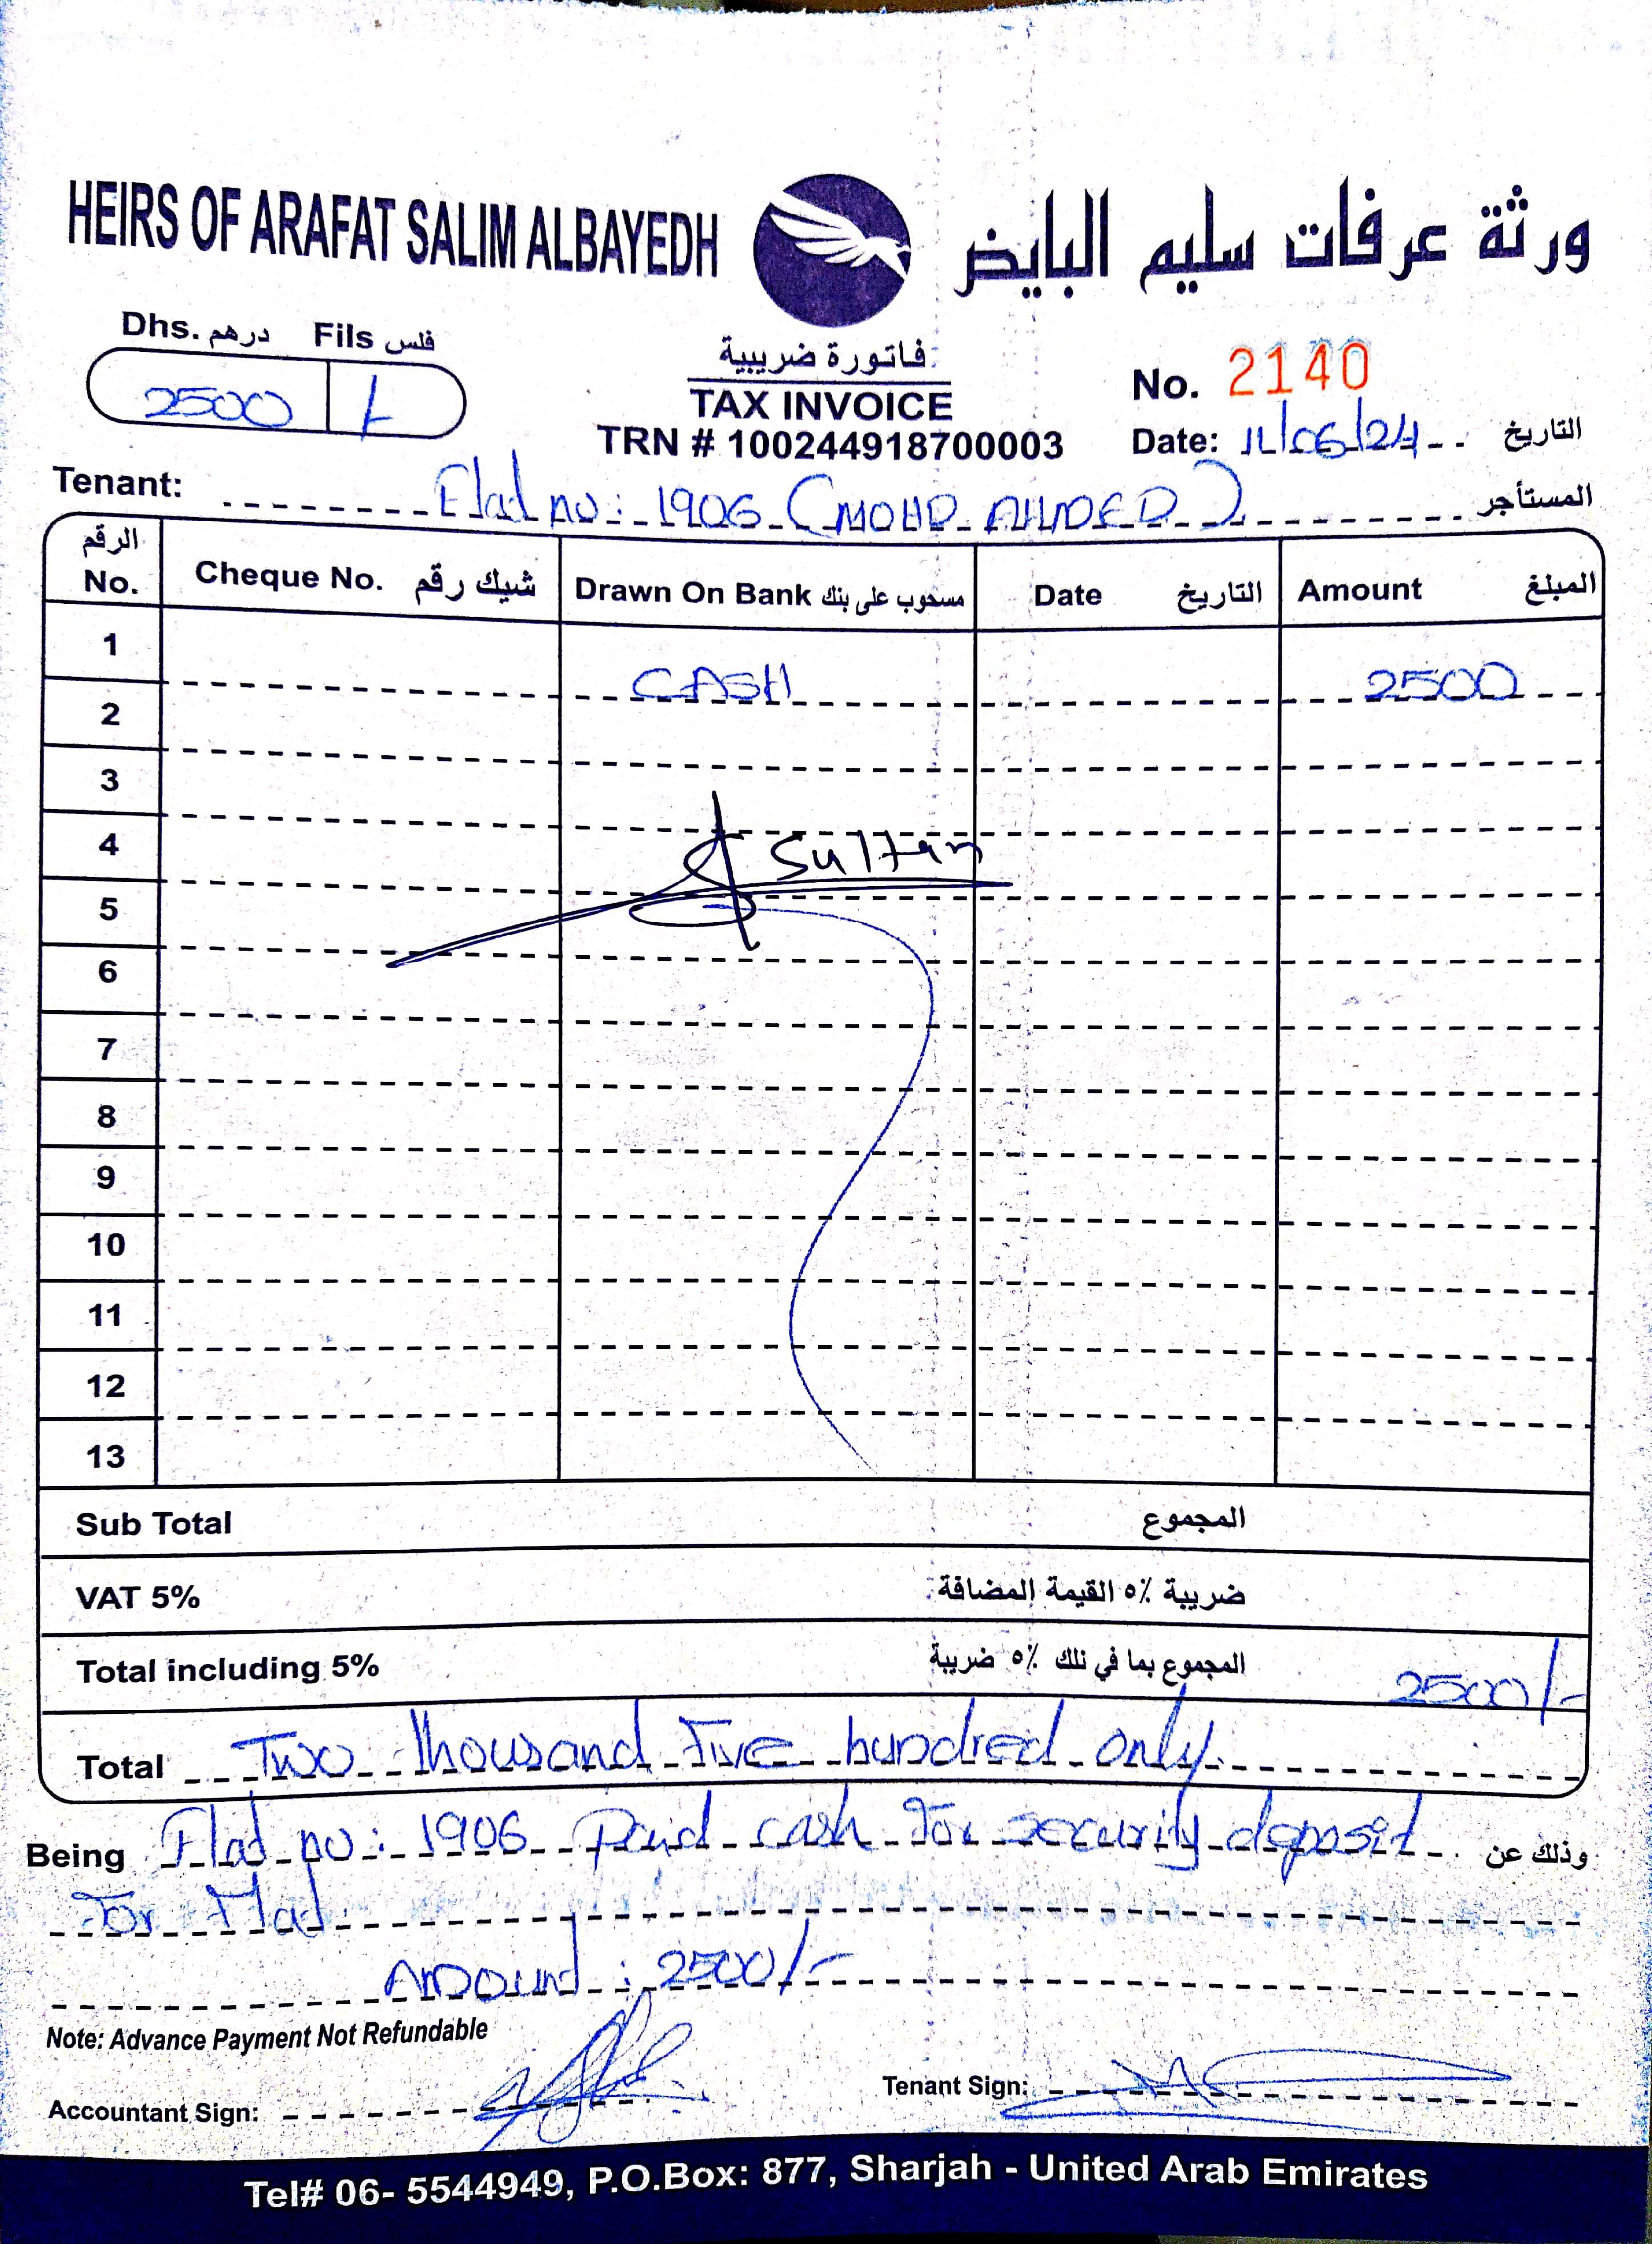 HEIRS OF ARAFAT SALIM ALBAYEDH ورثة عرفات سليم البايض
Dhs. درهم Fils فلس
2500 /-
فاتورة ضريبية
TAX INVOICE
TRN # 100244918700003
No. 2140
Date: 11/06/24 التاريخ
Tenant: Flat no: 1906 (MOHD AHMED) المستأجر
الرقم No. Cheque No. شيك رقم Drawn On Bank مسحوب على بنك Date التاريخ Amount المبلغ
1 CASH 2500
2
3
4 Sultan
5
6
7
8
9
10
11
12
13
Sub Total المجموع
VAT 5% ضريبة ٥٪ القيمة المضافة
Total including 5% المجموع بما في ذلك ٥٪ ضريبة 2500/-
Total Two thousand Five hundred only
Being Flat no: 1906 Paid cash For security deposit وذلك عن
For Flat
Amound: 2500/-
Note: Advance Payment Not Refundable
Accountant Sign: Tenant Sign:
Tel# 06- 5544949, P.O.Box: 877, Sharjah - United Arab Emirates